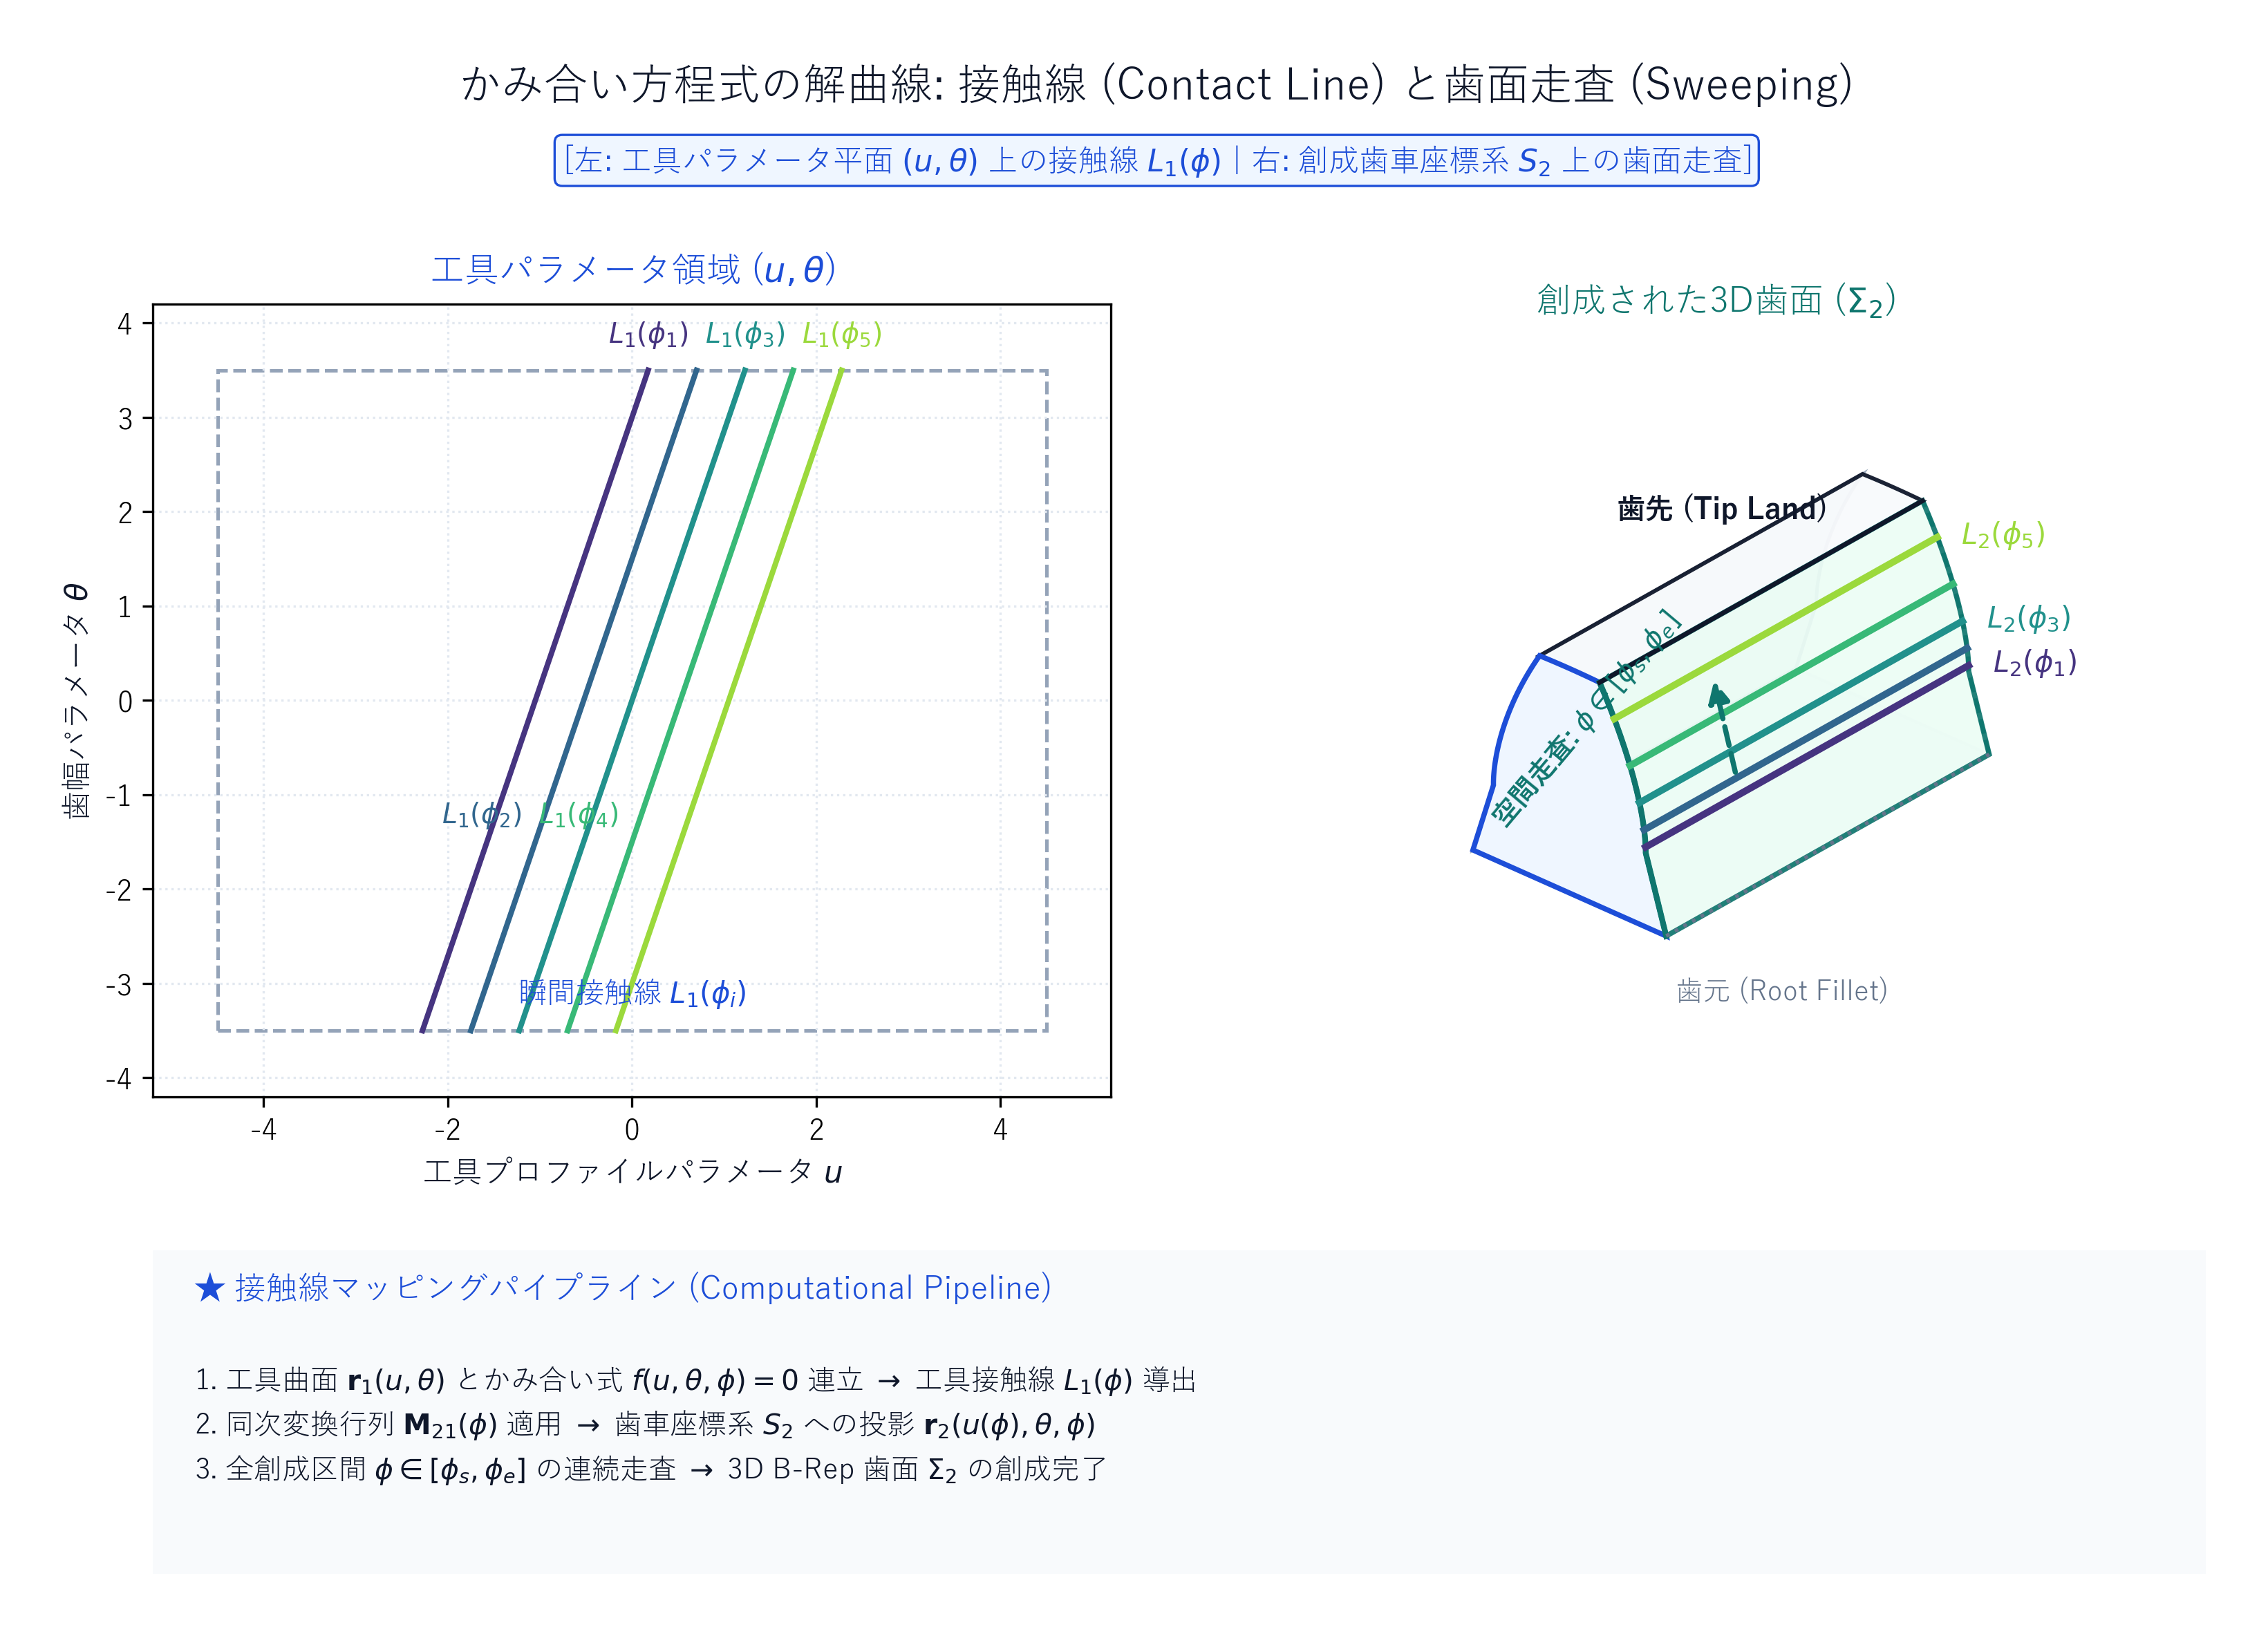 かみ合い方程式の解曲線: 接触線 (Contact Line) と歯面走査 (Sweeping)
[左: 工具パラメータ平面 (u, θ) 上の接触線 L₁(ϕ) | 右: 創成歯車座標系 S₂ 上の歯面走査]
工具パラメータ領域 (u, θ)
4
3
2
1
0
-1
-2
-3
-4
歯幅パラメータ θ
L₁(ϕ₁)
L₁(ϕ₃)
L₁(ϕ₅)
L₁(ϕ₂)
L₁(ϕ₄)
瞬間接触線 L₁(ϕᵢ)
-4
-2
0
2
4
工具プロファイルパラメータ u
創成された3D歯面 (Σ₂)
歯先 (Tip Land)
L₂(ϕ₅)
L₂(ϕ₃)
L₂(ϕ₁)
空間走査: ϕ ∈ [ϕₛ, ϕₑ]
歯元 (Root Fillet)
★ 接触線マッピングパイプライン (Computational Pipeline)
1. 工具曲面 r₁(u, θ) とかみ合い式 f(u, θ, ϕ) = 0 連立 → 工具接触線 L₁(ϕ) 導出
2. 同次変換行列 M₂₁(ϕ) 適用 → 歯車座標系 S₂ への投影 r₂(u(ϕ), θ, ϕ)
3. 全創成区間 ϕ ∈ [ϕₛ, ϕₑ] の連続走査 → 3D B-Rep 歯面 Σ₂ の創成完了